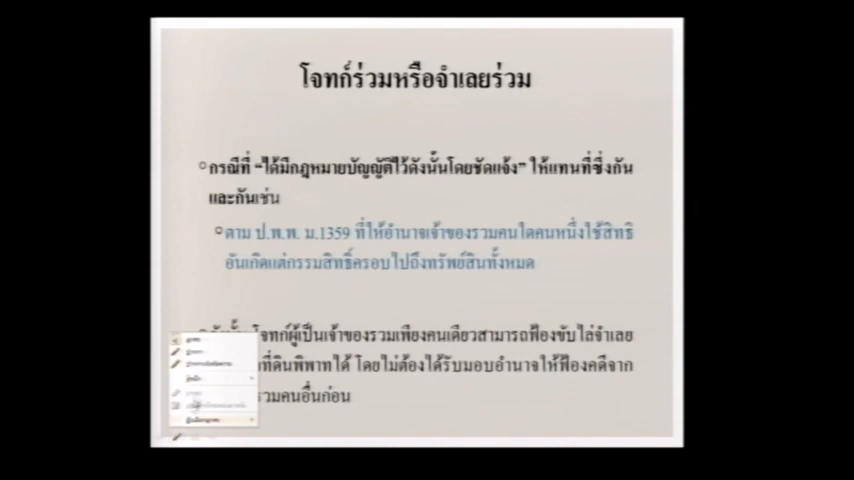 โจทก์ร่วมหรือจำเลยร่วม
กรณีที่ “ได้มีกฎหมายบัญญัติไว้ดังนั้นโดยชัดแจ้ง” ให้แทนที่ซึ่งกัน
และกันเช่น
ตาม ป.พ.พ. ม.1359 ที่ให้อำนาจเจ้าของรวมคนใดคนหนึ่งใช้สิทธิ
อันเกิดแต่กรรมสิทธิ์ครอบไปถึงทรัพย์สินทั้งหมด
โจทก์ผู้เป็นเจ้าของรวมเพียงคนเดียวสามารถฟ้องขับไล่จำเลย
ที่ดินพิพาทได้ โดยไม่ต้องได้รับมอบอำนาจให้ฟ้องคดีจาก
รวมคนอื่นก่อน